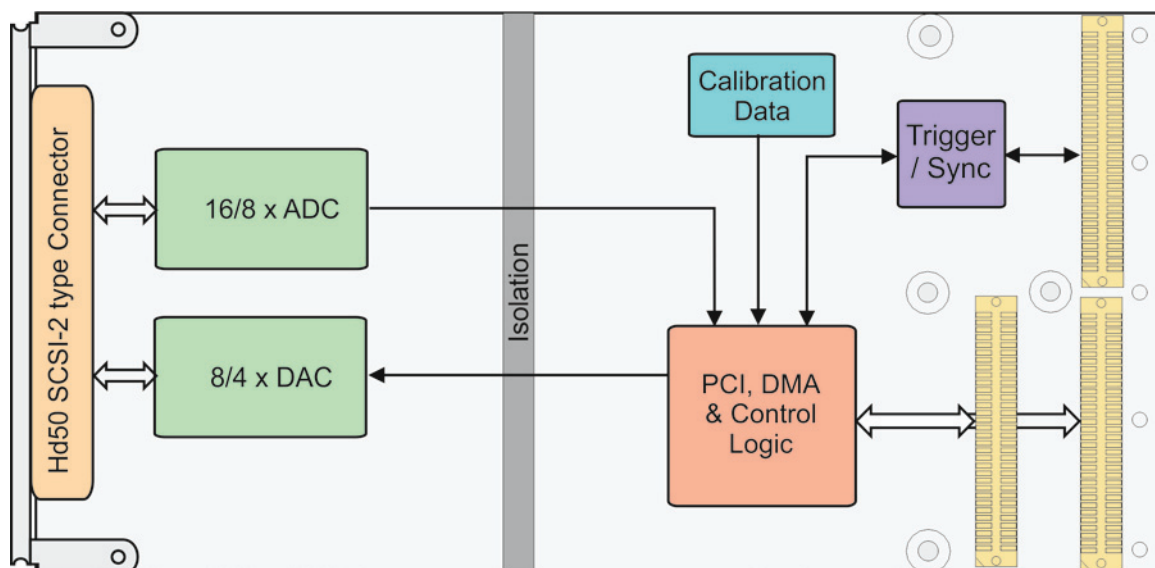 Hd50 SCSI-2 type Connector
16/8 x ADC
8/4 x DAC
Isolation
Calibration
Data
Trigger
/ Sync
PCI, DMA
& Control
Logic